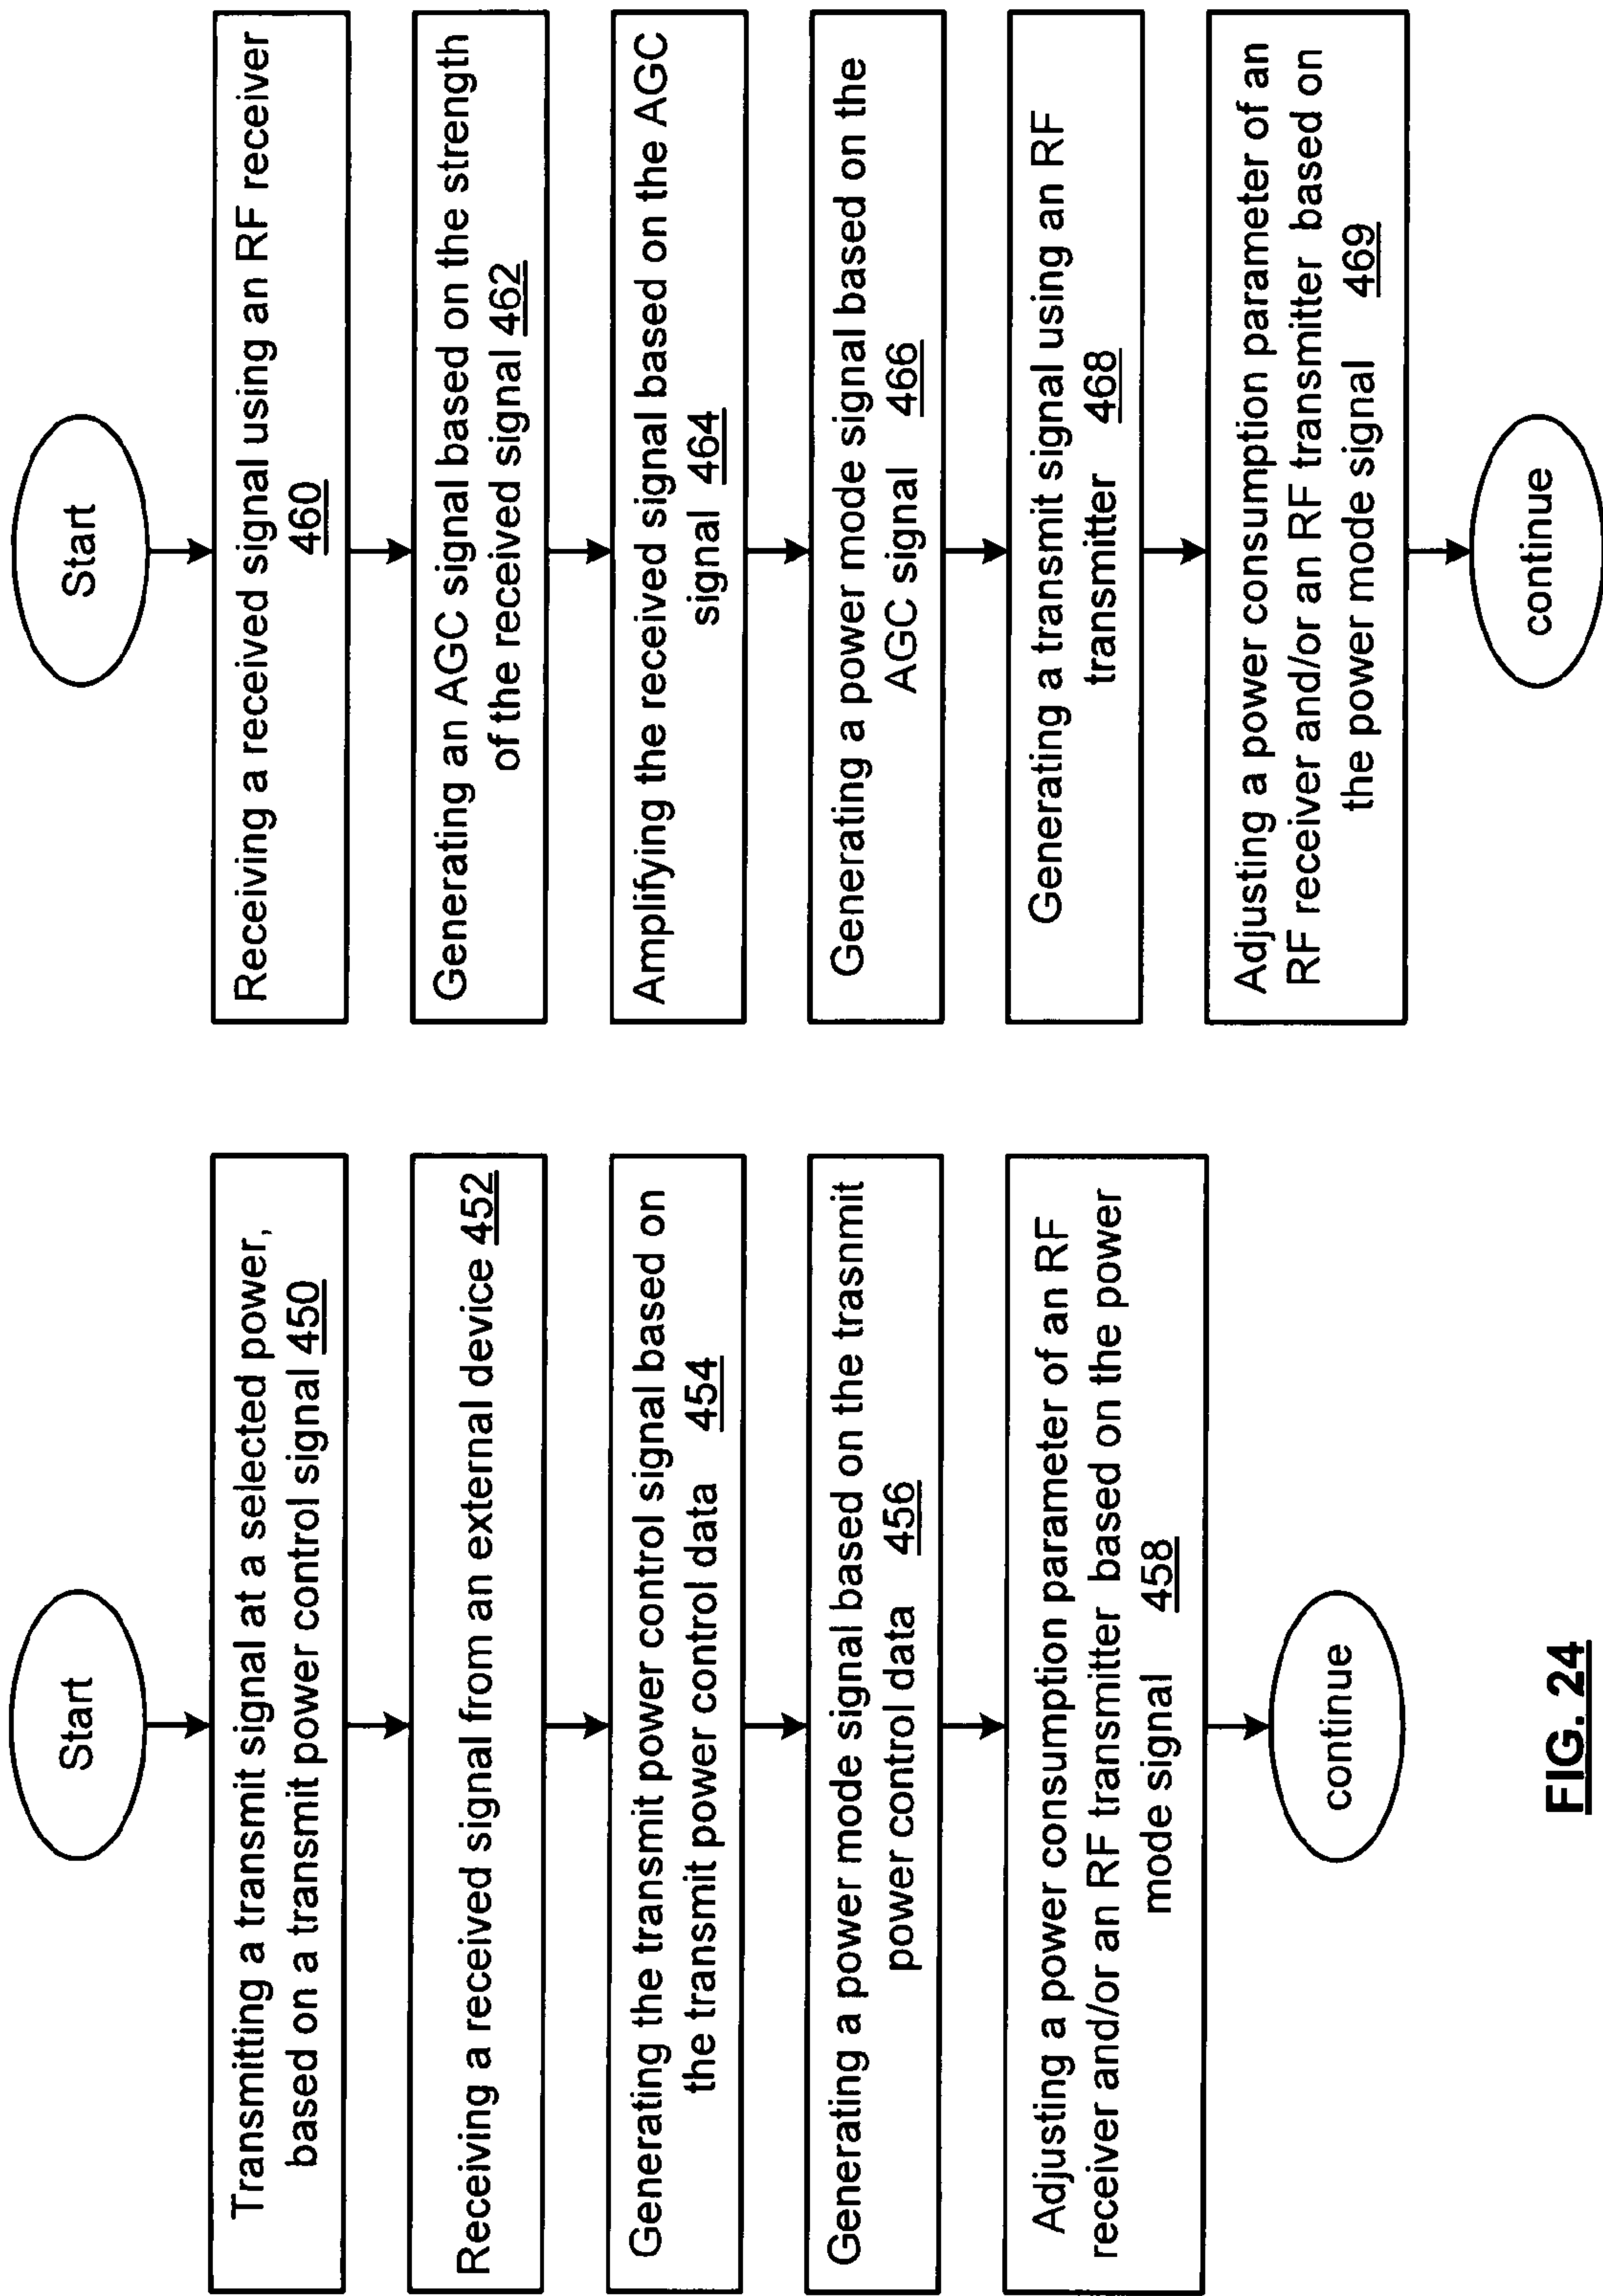 Start
Transmitting a transmit signal at a selected power,
based on a transmit power control signal 450
Receiving a received signal from an external device 452
Generating the transmit power control signal based on
the transmit power control data 454
Generating a power mode signal based on the trasnmit
power control data 456
Adjusting a power consumption parameter of an RF
receiver and/or an RF transmitter based on the power
mode signal 458
continue
FIG. 24
Start
Receiving a received signal using an RF receiver
460
Generating an AGC signal based on the strength
of the received signal 462
Amplifying the received signal based on the AGC
signal 464
Generating a power mode signal based on the
AGC signal 466
Generating a transmit signal using an RF
transmitter 468
Adjusting a power consumption parameter of an
RF receiver and/or an RF transmitter based on
the power mode signal 469
continue